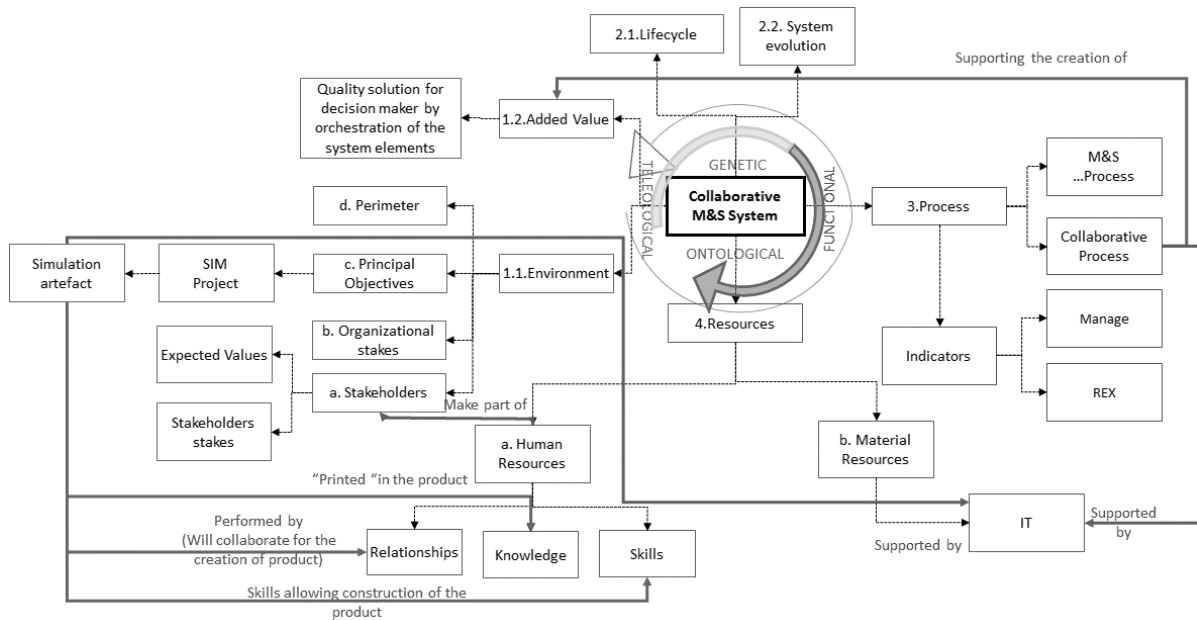 2.1.Lifecycle
2.2. System
evolution
Supporting the creation of
Quality solution for
decision maker by
orchestration of the
system elements
1.2.Added Value
TELEOLOGICAL
GENETIC
FUNCTIONAL
ONTOLOGICAL
Collaborative
M&S System
3.Process
M&S
...Process
Collaborative
Process
d. Perimeter
Simulation
artefact
SIM
Project
c. Principal
Objectives
1.1.Environment
b. Organizational
stakes
4.Resources
Indicators
Manage
REX
Expected Values
a. Stakeholders
Stakeholders
stakes
Make part of
a. Human
Resources
b. Material
Resources
“Printed “in the product
Performed by
(Will collaborate for the
creation of product)
Relationships
Knowledge
Skills
Supported by
IT
Supported
by
Skills allowing construction of the
product